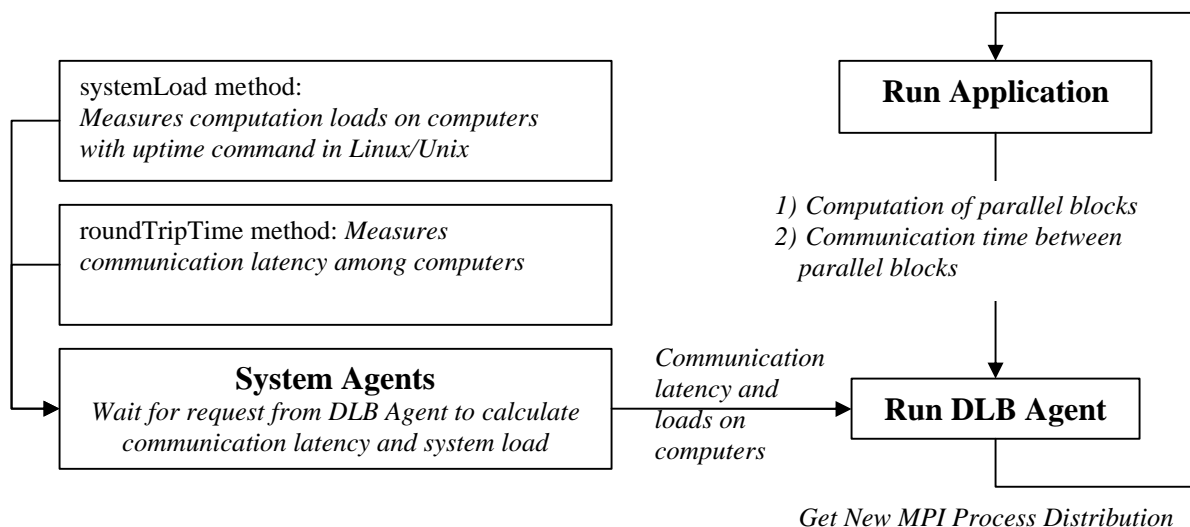 systemLoad method:
Measures computation loads on computers
with uptime command in Linux/Unix
roundTripTime method: Measures
communication latency among computers
System Agents
Wait for request from DLB Agent to calculate
communication latency and system load
Communication
latency and
loads on
computers
Run Application
1) Computation of parallel blocks
2) Communication time between
parallel blocks
Run DLB Agent
Get New MPI Process Distribution